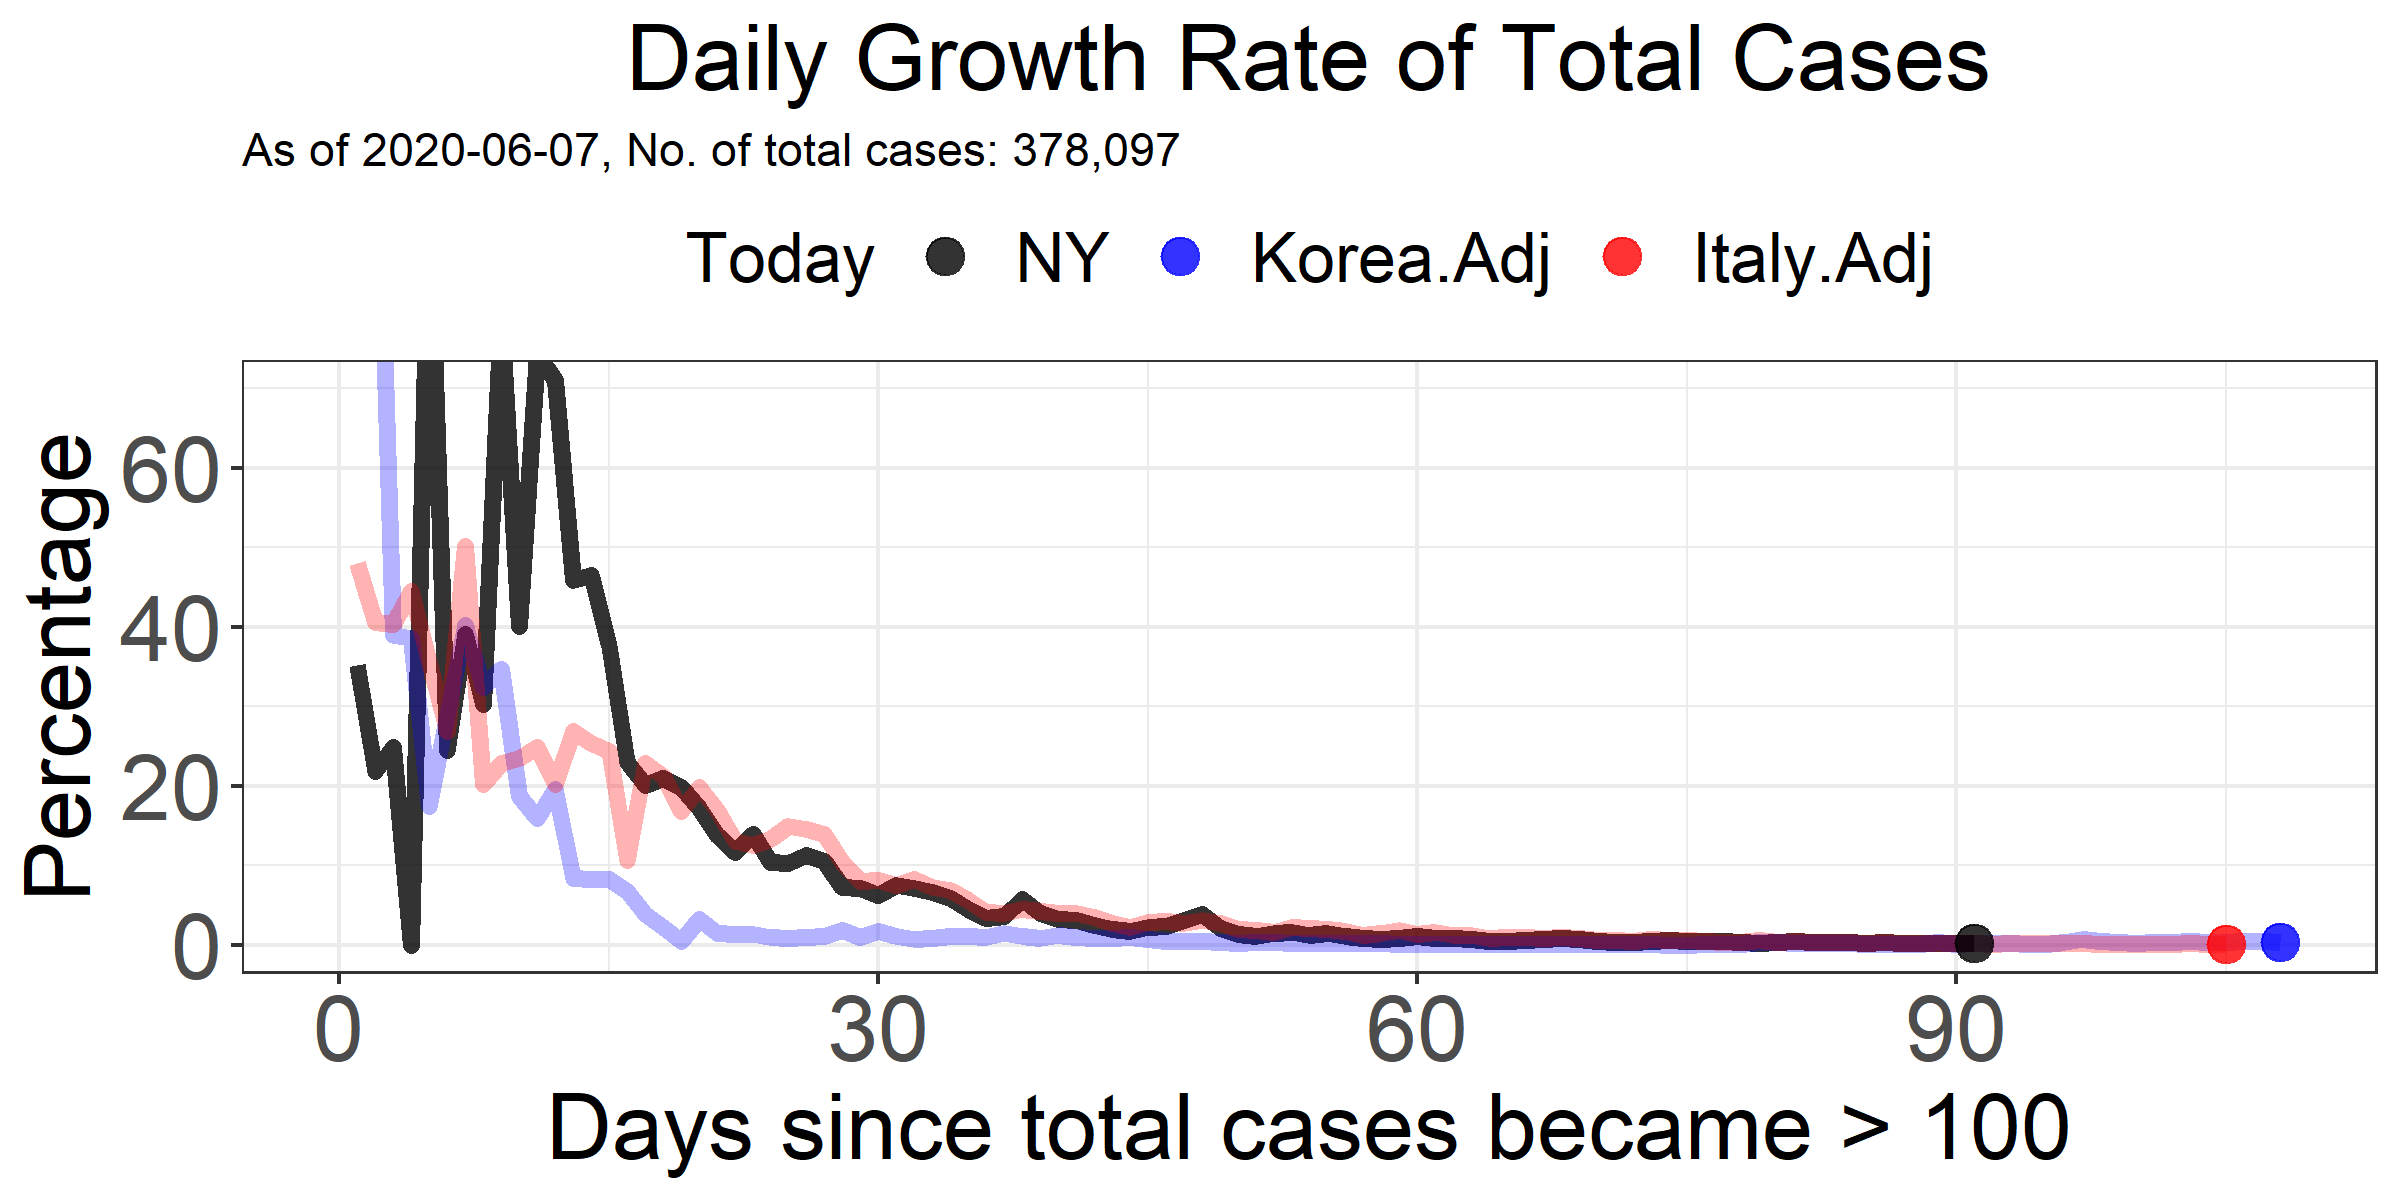 Daily Growth Rate of Total Cases
As of 2020-06-07, No. of total cases: 378,097
Today NY Korea.Adj Italy.Adj
Percentage
60
40
20
0
0 30 60 90
Days since total cases became > 100